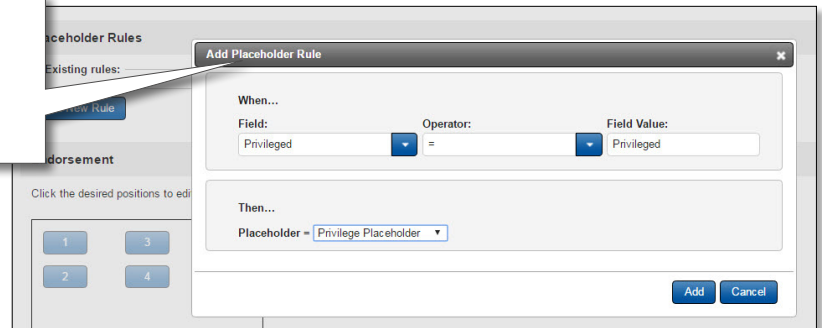 aceholder Rules
Add Placeholder Rule
Existing rules:
New Rule
When...
Field: Operator: Field Value:
Privileged = Privileged
dorsement
Click the desired positions to edi
Then...
Placeholder = Privilege Placeholder
1 3
2 4
Add Cancel